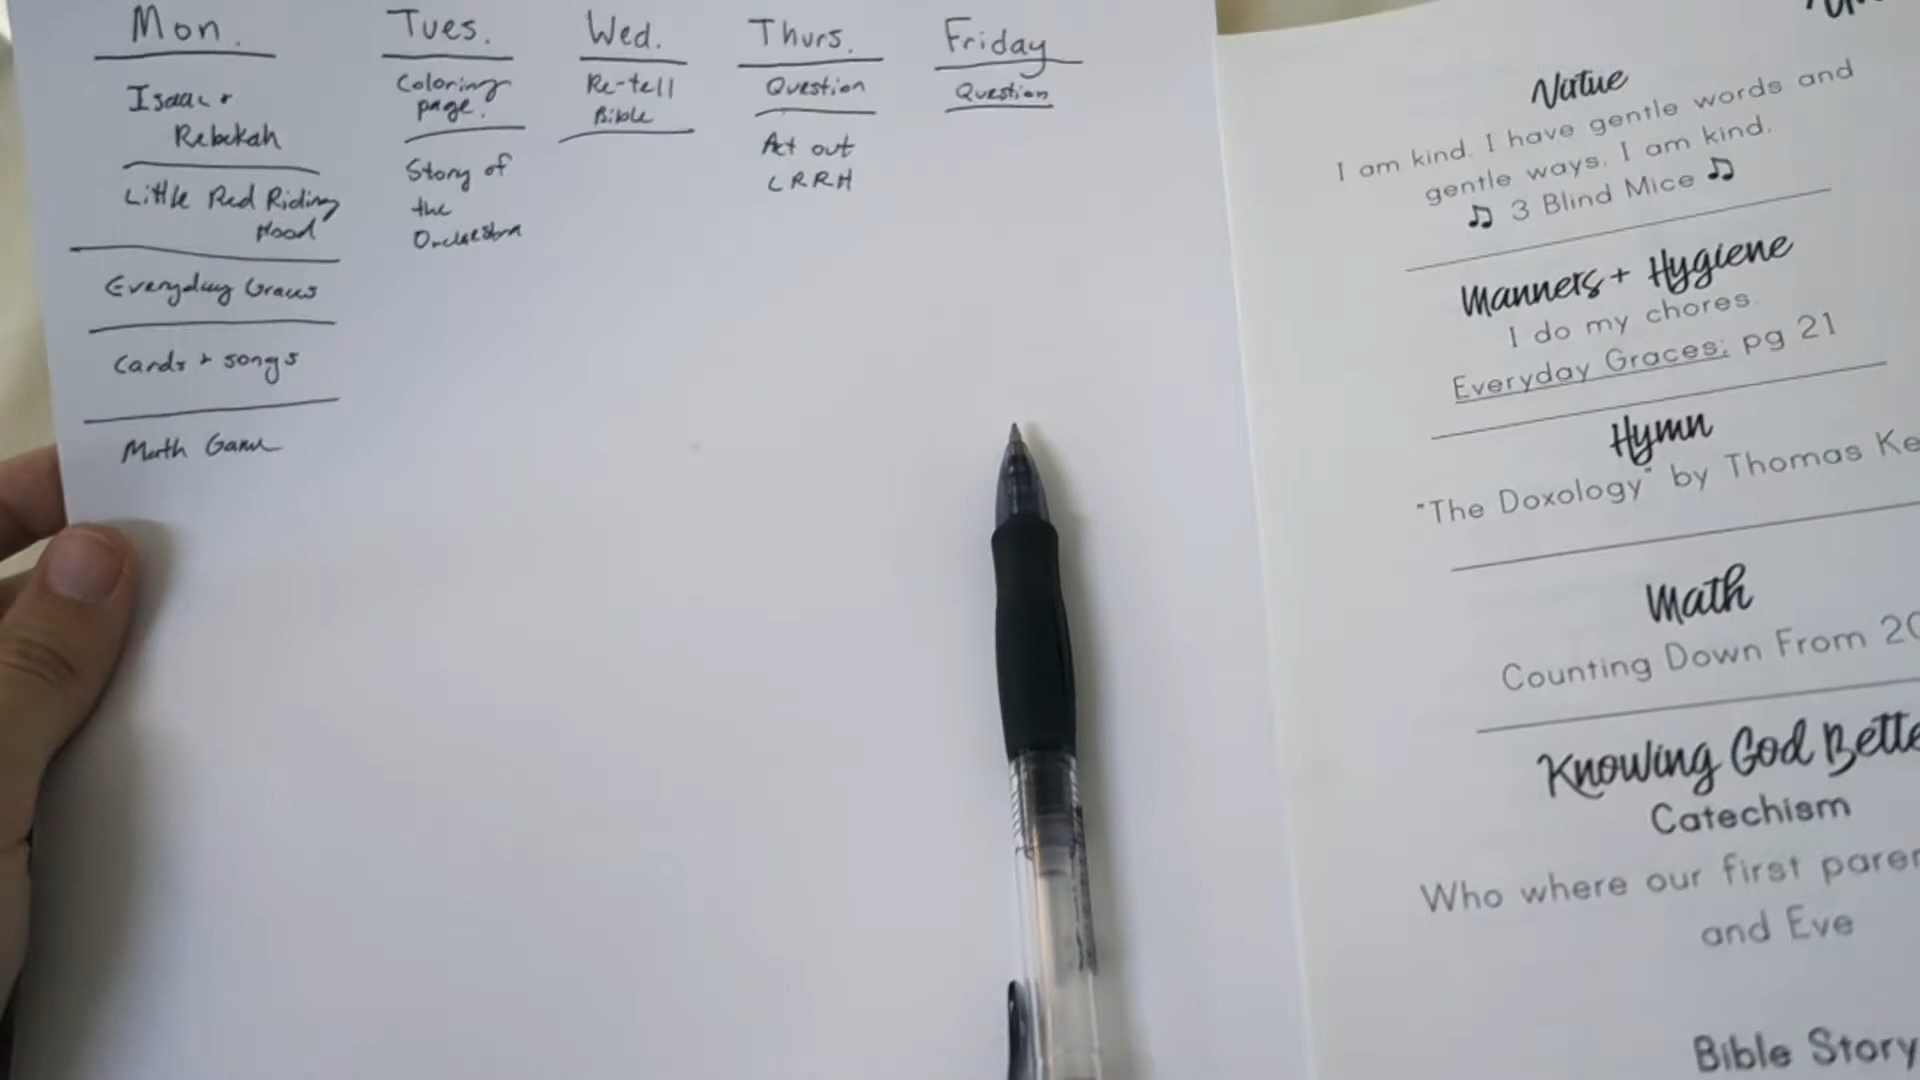 Mon.
Isaac +
Rebekah
Little Red Riding
Hood
Everyday Graces
Cards + songs
Math Game
Tues.
Coloring
page.
Story of
the
Orchestra
Wed.
Re-tell
Bible
Thurs.
Question
Act out
LRRH
Friday
Question
Virtue
I am kind. I have gentle words and
gentle ways. I am kind.
♫ 3 Blind Mice ♫
Manners + Hygiene
I do my chores.
Everyday Graces: pg 21
Hymn
"The Doxology" by Thomas Ke
Math
Counting Down From 20
Knowing God Bette
Catechism
Who where our first paren
and Eve
Bible Story